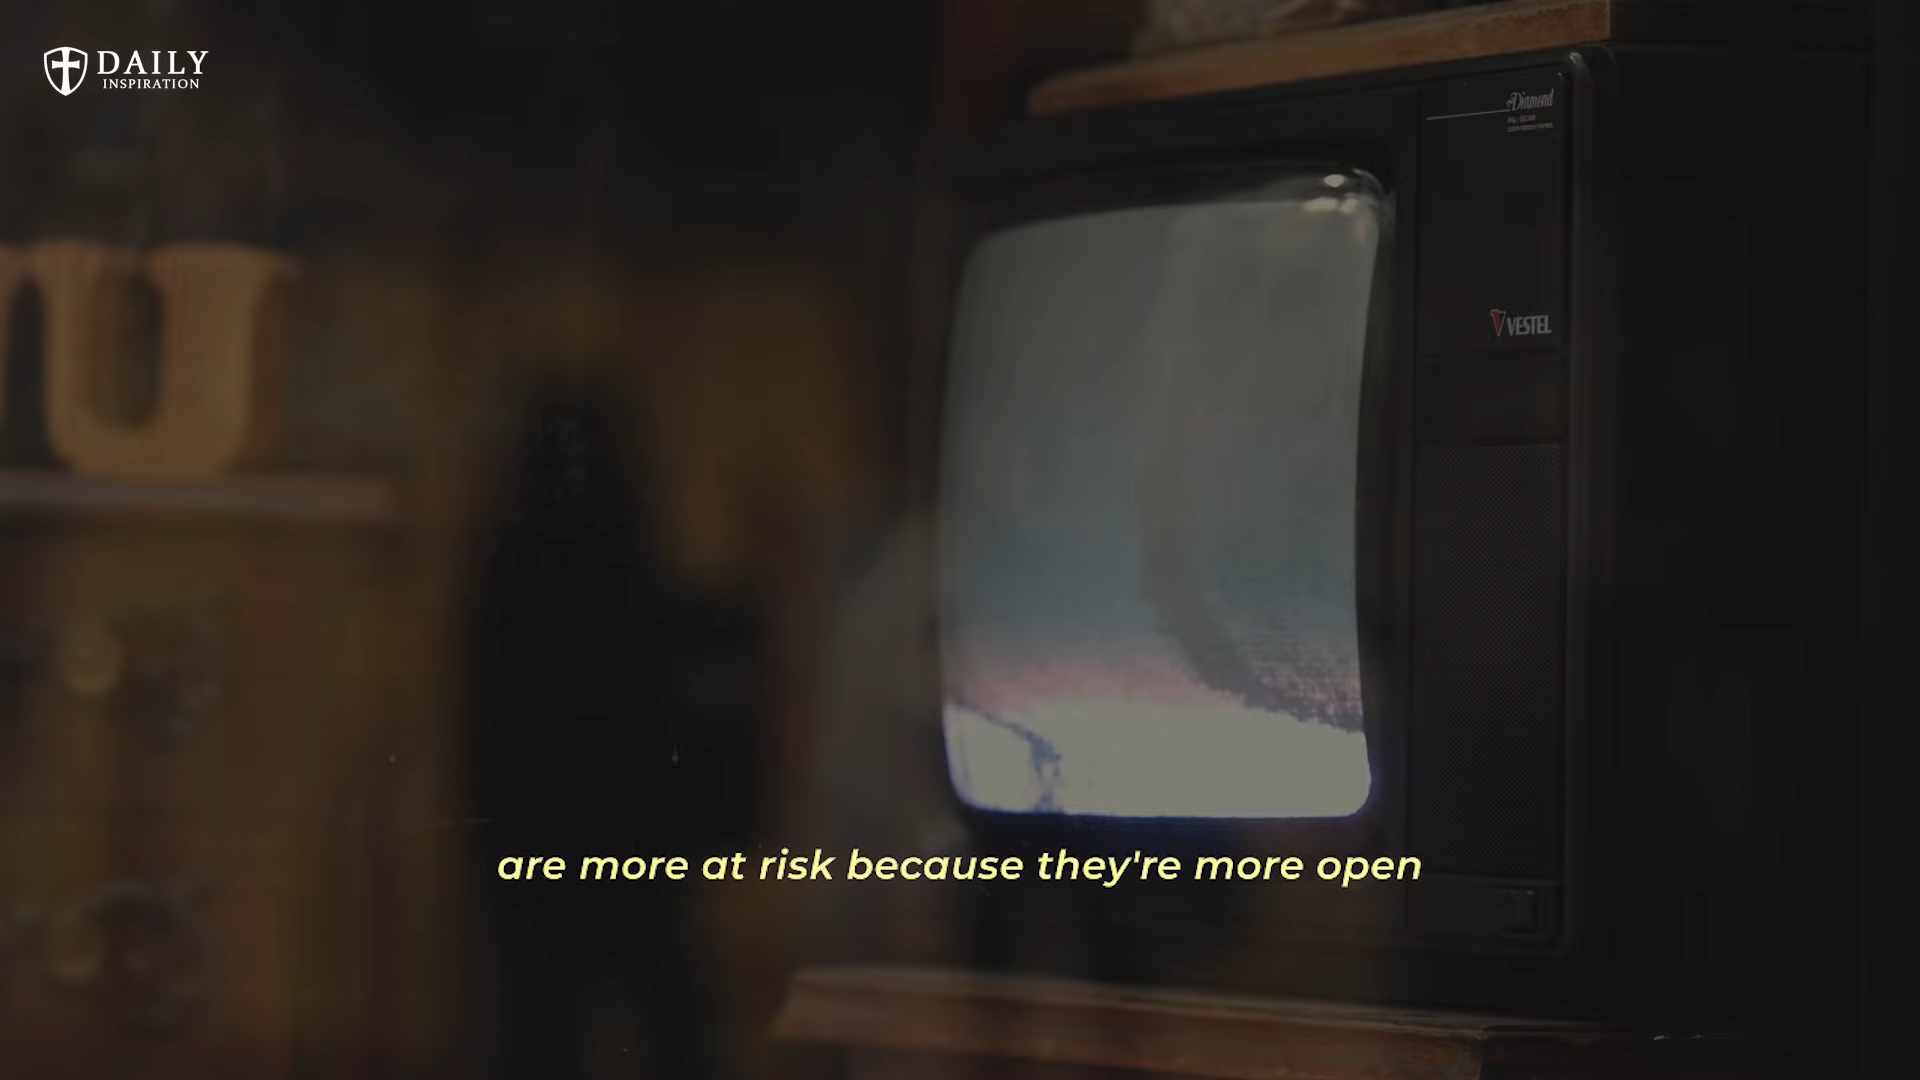 DAILY
INSPIRATION
Diamond
VESTEL
U
are more at risk because they're more open